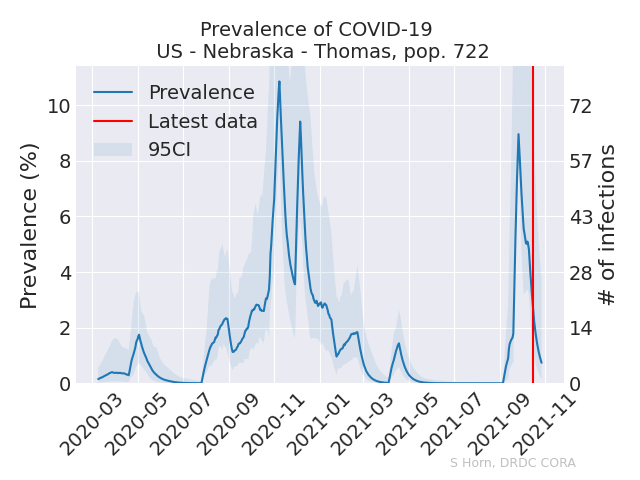 Prevalence of COVID-19
US - Nebraska - Thomas, pop. 722
Prevalence
Latest data
95CI
Prevalence (%)
10
8
6
4
2
0
72
57
43
28
14
0
# of infections
2020-03
2020-05
2020-07
2020-09
2020-11
2021-01
2021-03
2021-05
2021-07
2021-09
2021-11
S Horn, DRDC CORA